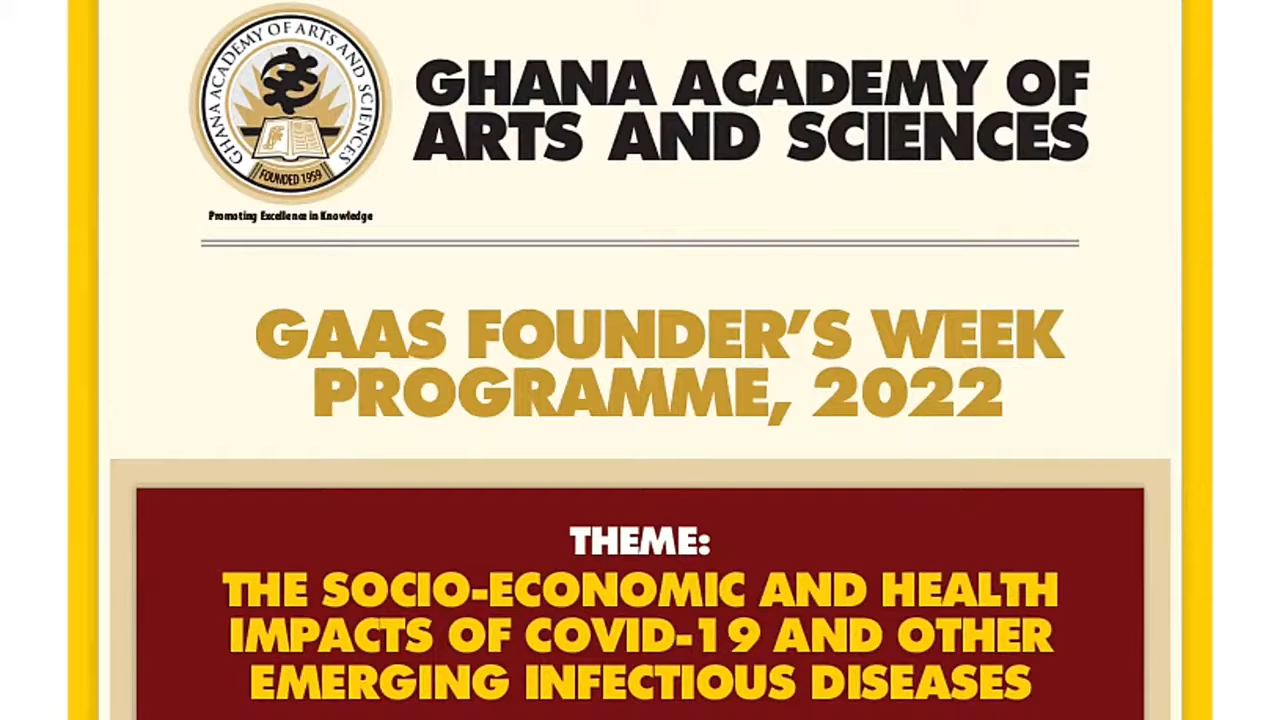 GHANA ACADEMY OF ARTS AND SCIENCES
FOUNDED 1959
Promoting Excellence in Knowledge
GHANA ACADEMY OF
ARTS AND SCIENCES
GAAS FOUNDER'S WEEK
PROGRAMME, 2022
THEME:
THE SOCIO-ECONOMIC AND HEALTH
IMPACTS OF COVID-19 AND OTHER
EMERGING INFECTIOUS DISEASES